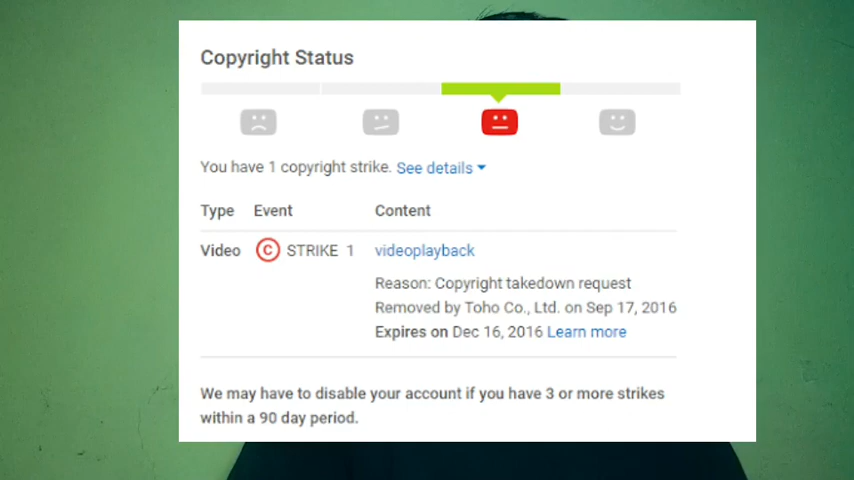 Copyright Status
You have 1 copyright strike. See details
Type Event Content
Video C STRIKE 1 videoplayback
Reason: Copyright takedown request
Removed by Toho Co., Ltd. on Sep 17, 2016
Expires on Dec 16, 2016 Learn more
We may have to disable your account if you have 3 or more strikes
within a 90 day period.